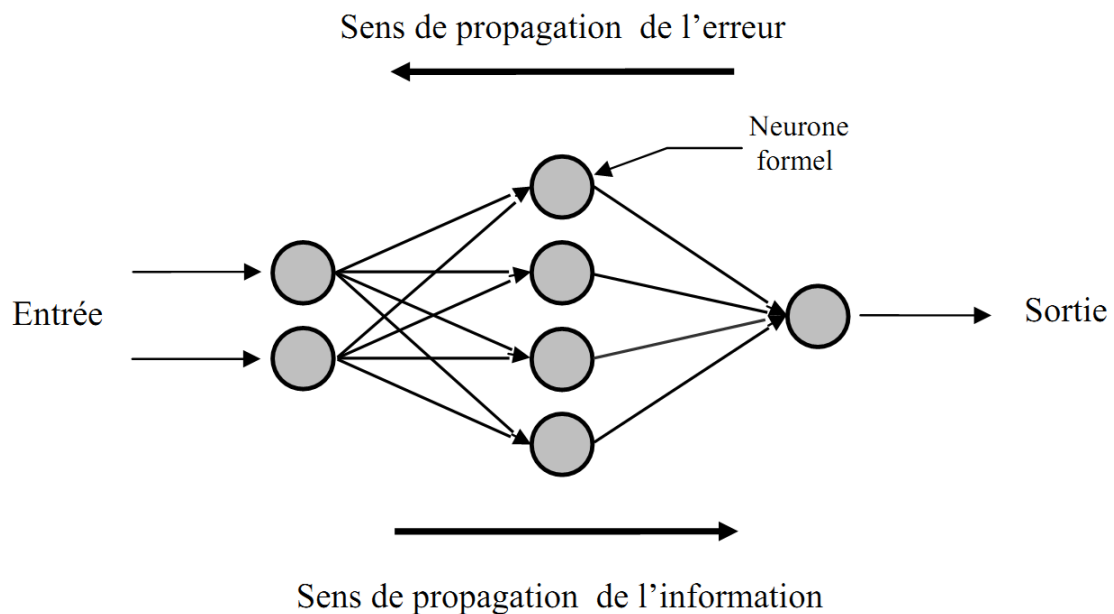 Sens de propagation de l'erreur
Neurone
formel
Entrée
Sortie
Sens de propagation de l'information